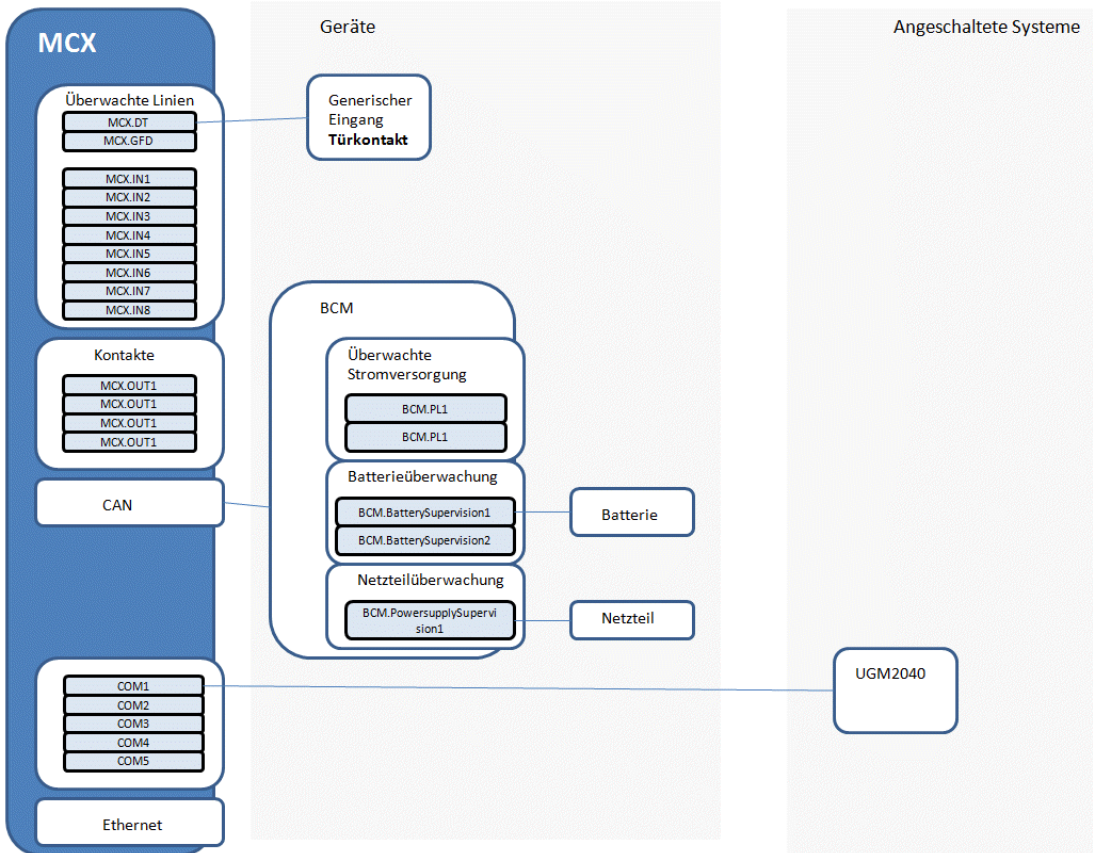 MCX
Geräte
Angeschaltete Systeme
Überwachte Linien
MCX.DT
MCX.GFD
MCX.IN1
MCX.IN2
MCX.IN3
MCX.IN4
MCX.IN5
MCX.IN6
MCX.IN7
MCX.IN8
Generischer
Eingang
Türkontakt
Kontakte
MCX.OUT1
MCX.OUT1
MCX.OUT1
MCX.OUT1
CAN
BCM
Überwachte
Stromversorgung
BCM.PL1
BCM.PL1
Batterieüberwachung
BCM.BatterySupervision1
BCM.BatterySupervision2
Batterie
Netzteilüberwachung
BCM.PowersupplySupervi
sion1
Netzteil
COM1
COM2
COM3
COM4
COM5
UGM2040
Ethernet